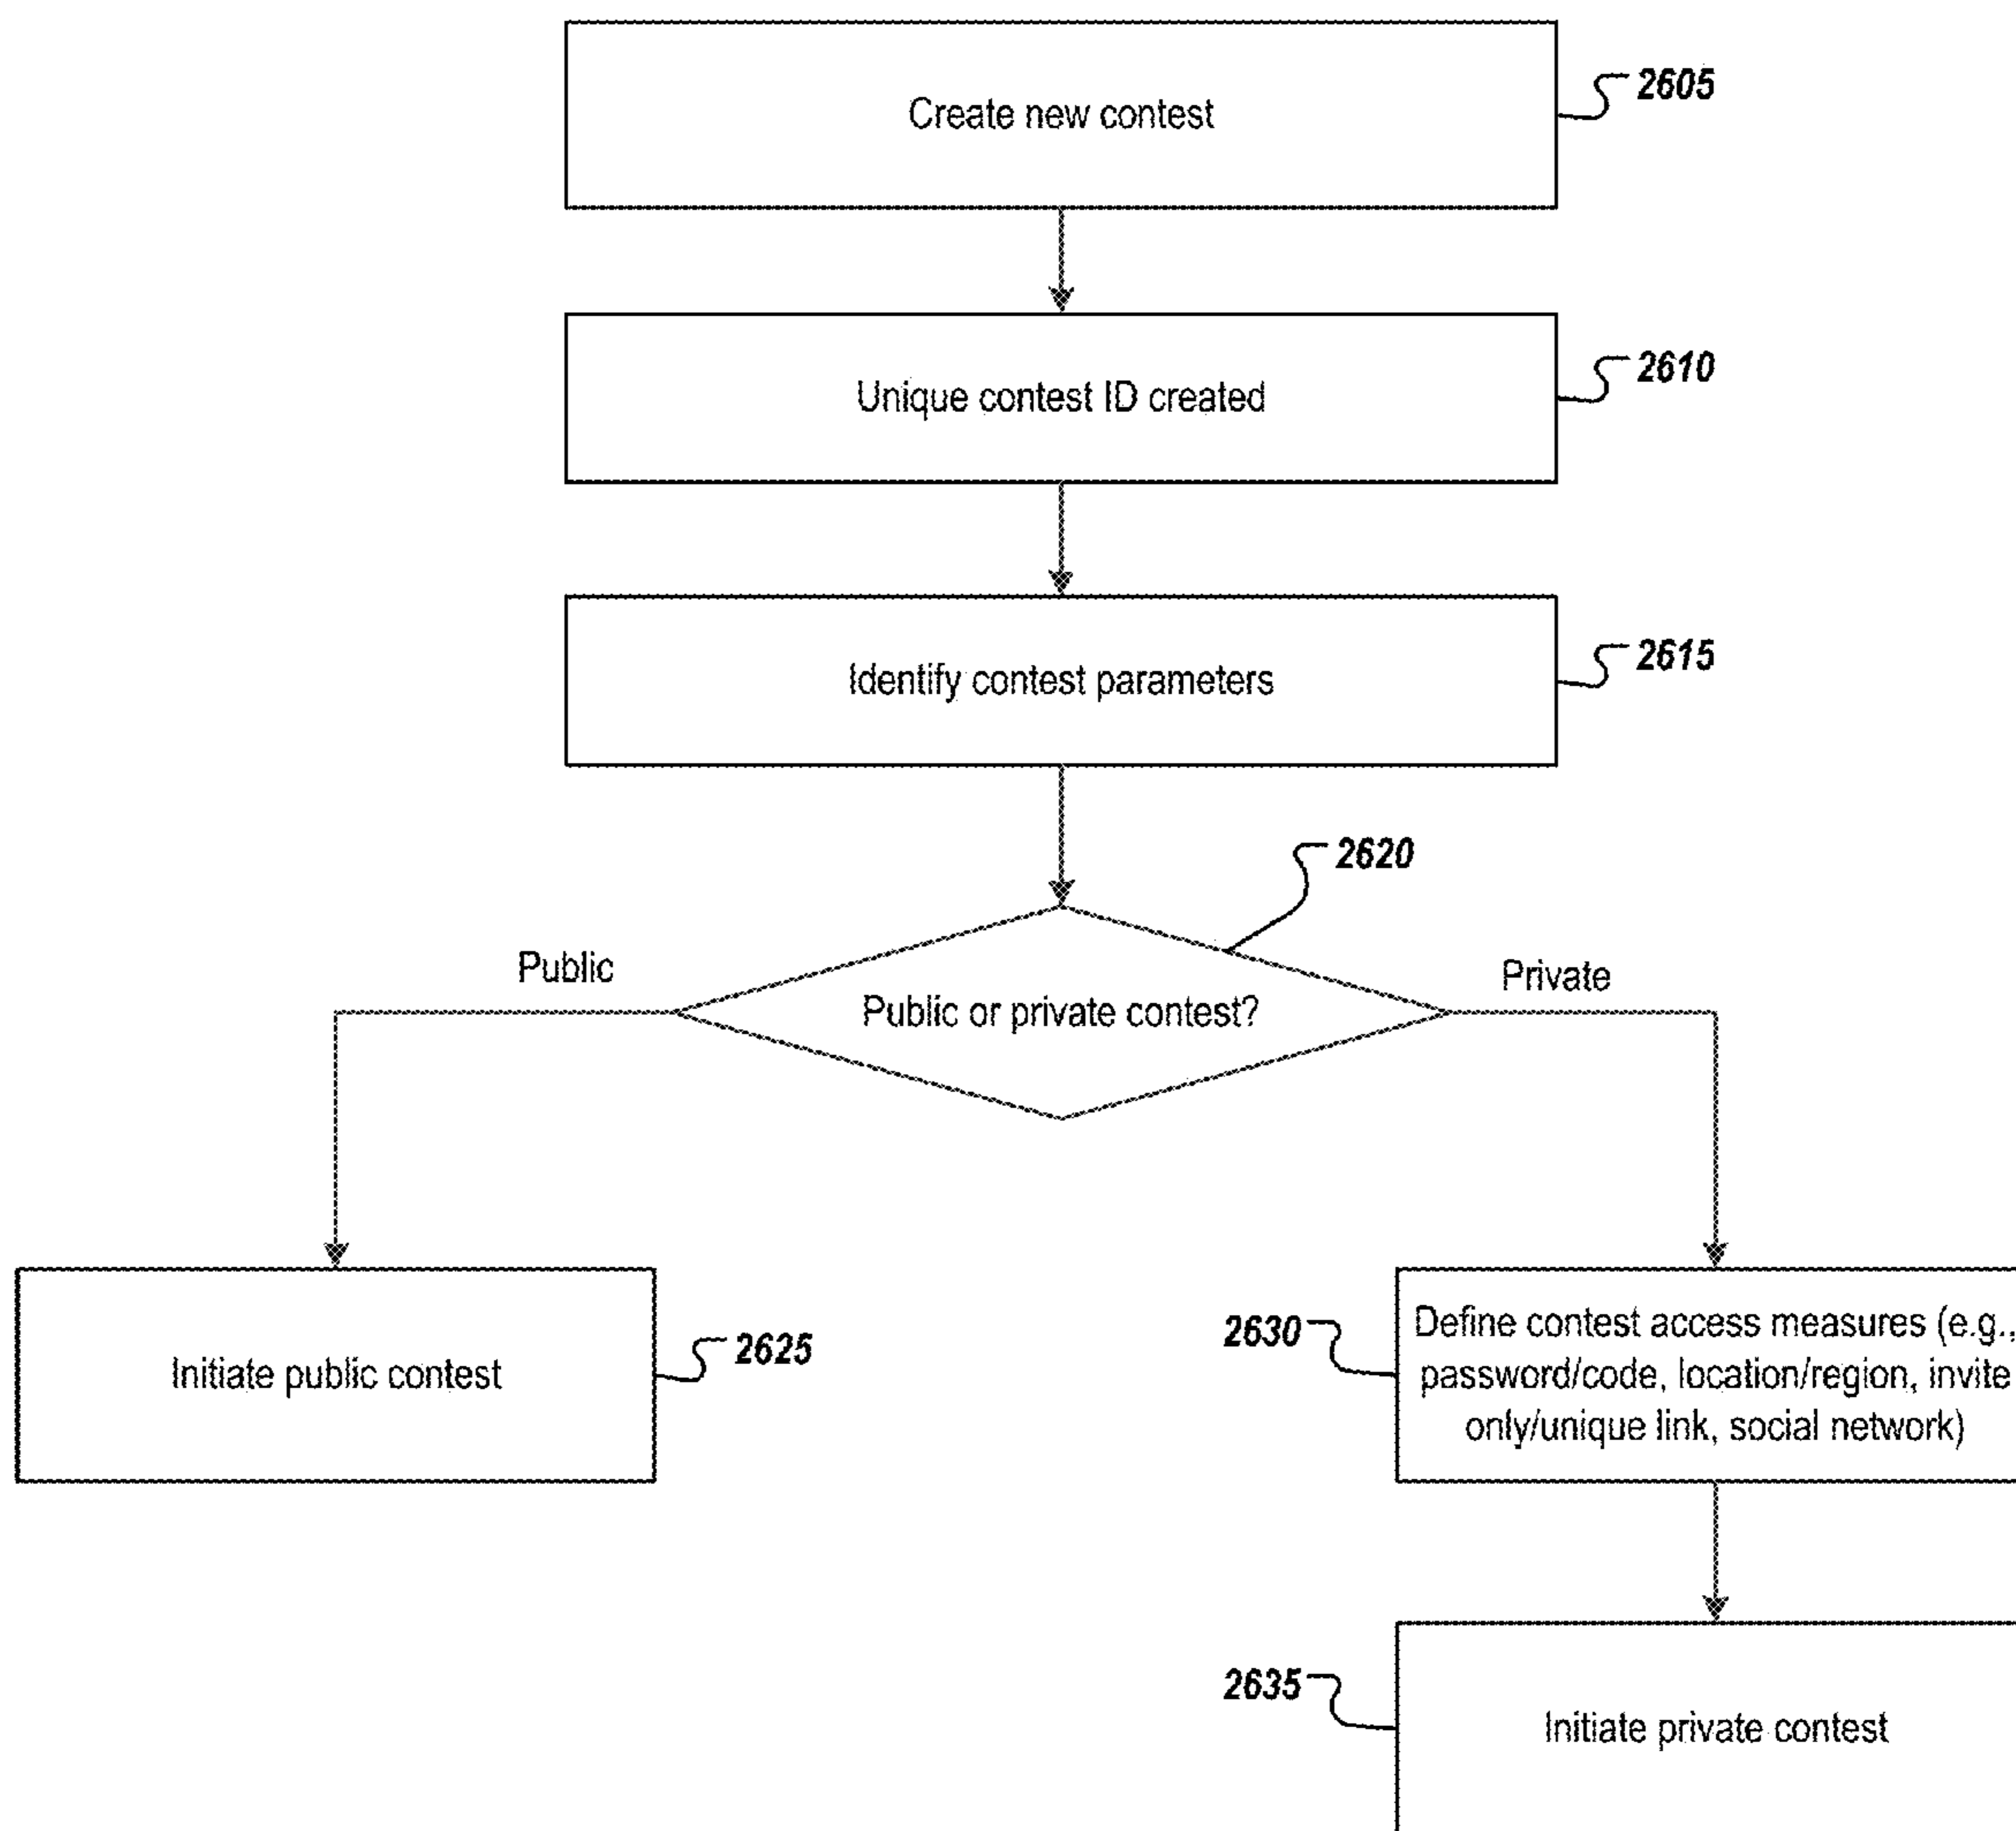 Create new contest
2605
Unique contest ID created
2610
Identify contest parameters
2615
2620
Public
Public or private contest?
Private
Initiate public contest
2625
2630
Define contest access measures (e.g.,
password/code, location/region, invite
only/unique link, social network)
2635
Initiate private contest